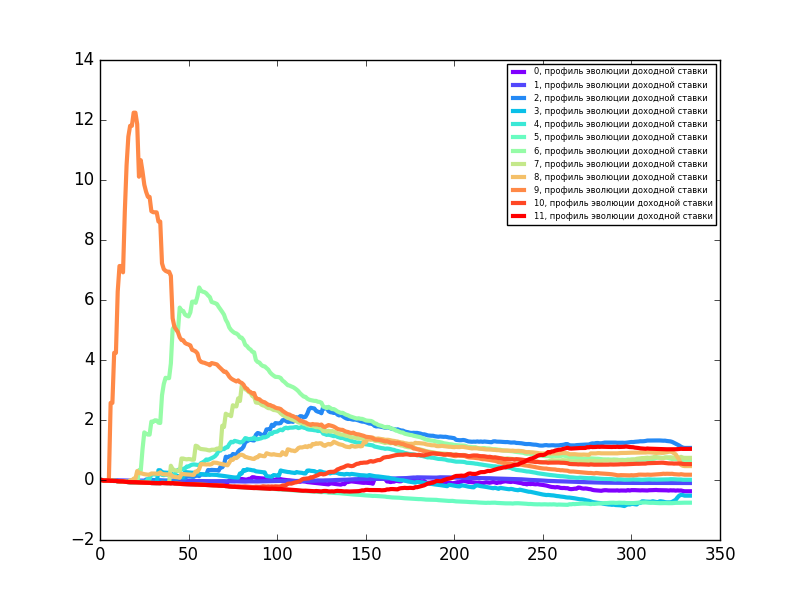 14
12
10
8
6
4
2
0
−2
0 50 100 150 200 250 300 350
0, профиль эволюции доходной ставки
1, профиль эволюции доходной ставки
2, профиль эволюции доходной ставки
3, профиль эволюции доходной ставки
4, профиль эволюции доходной ставки
5, профиль эволюции доходной ставки
6, профиль эволюции доходной ставки
7, профиль эволюции доходной ставки
8, профиль эволюции доходной ставки
9, профиль эволюции доходной ставки
10, профиль эволюции доходной ставки
11, профиль эволюции доходной ставки